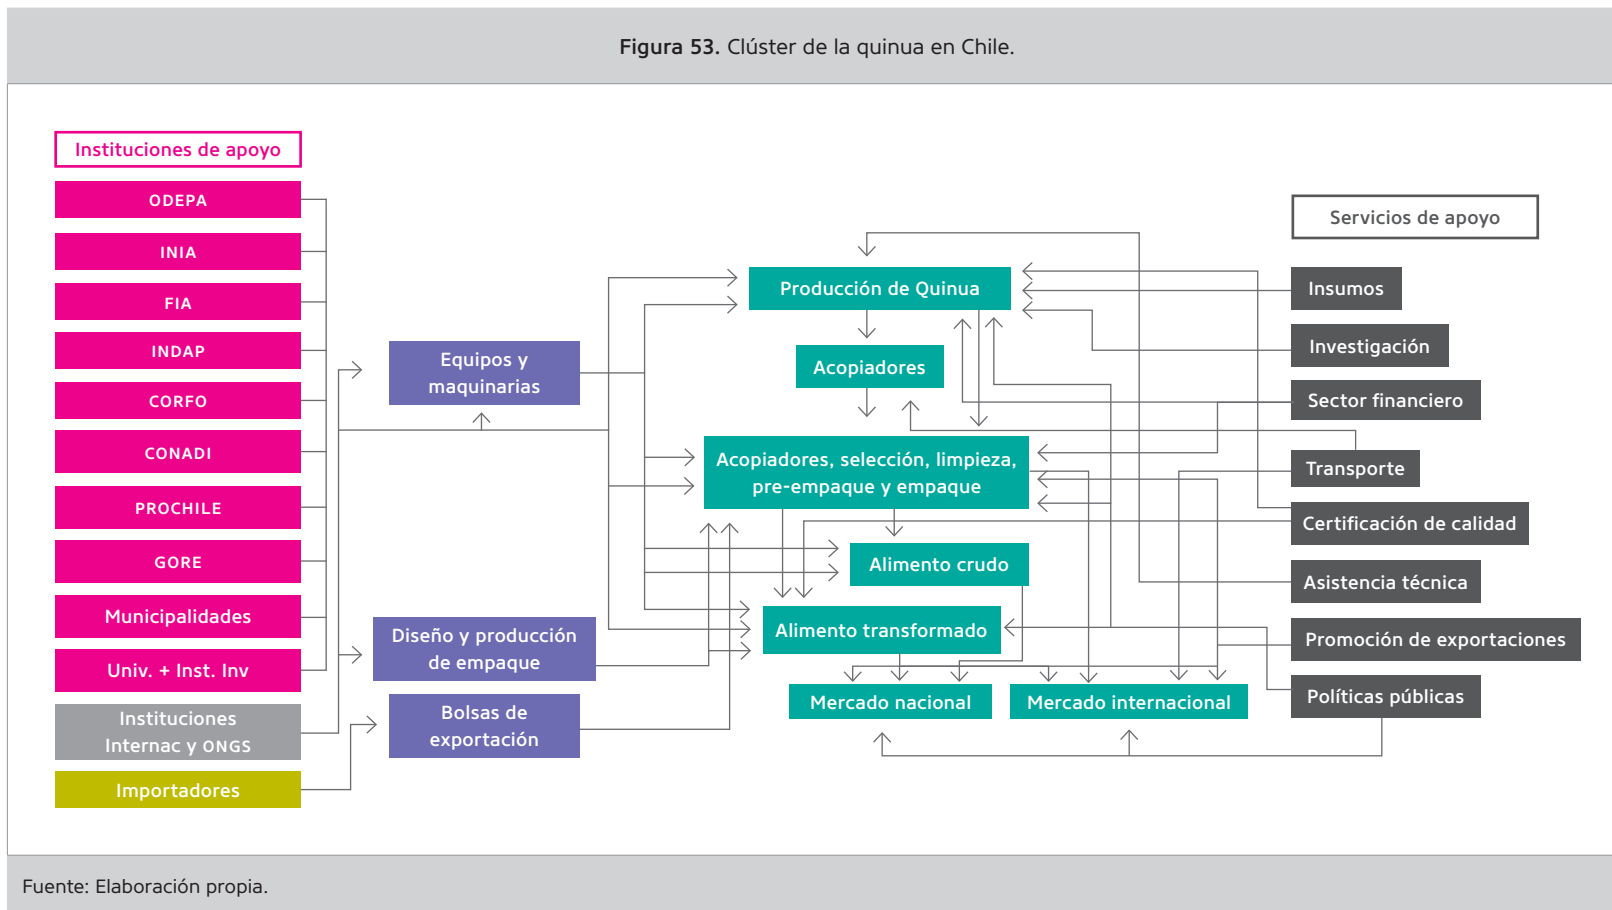 Figura 53. Clúster de la quinua en Chile.
Instituciones de apoyo
ODEPA
INIA
FIA
INDAP
CORFO
CONADI
PROCHILE
GORE
Municipalidades
Univ. + Inst. Inv
Instituciones
Internac y ONGS
Importadores
Equipos y
maquinarias
Diseño y producción
de empaque
Bolsas de
exportación
Producción de Quinua
Acopiadores
Acopiadores, selección, limpieza,
pre-empaque y empaque
Alimento crudo
Alimento transformado
Mercado nacional
Mercado internacional
Servicios de apoyo
Insumos
Investigación
Sector financiero
Transporte
Certificación de calidad
Asistencia técnica
Promoción de exportaciones
Políticas públicas
Fuente: Elaboración propia.